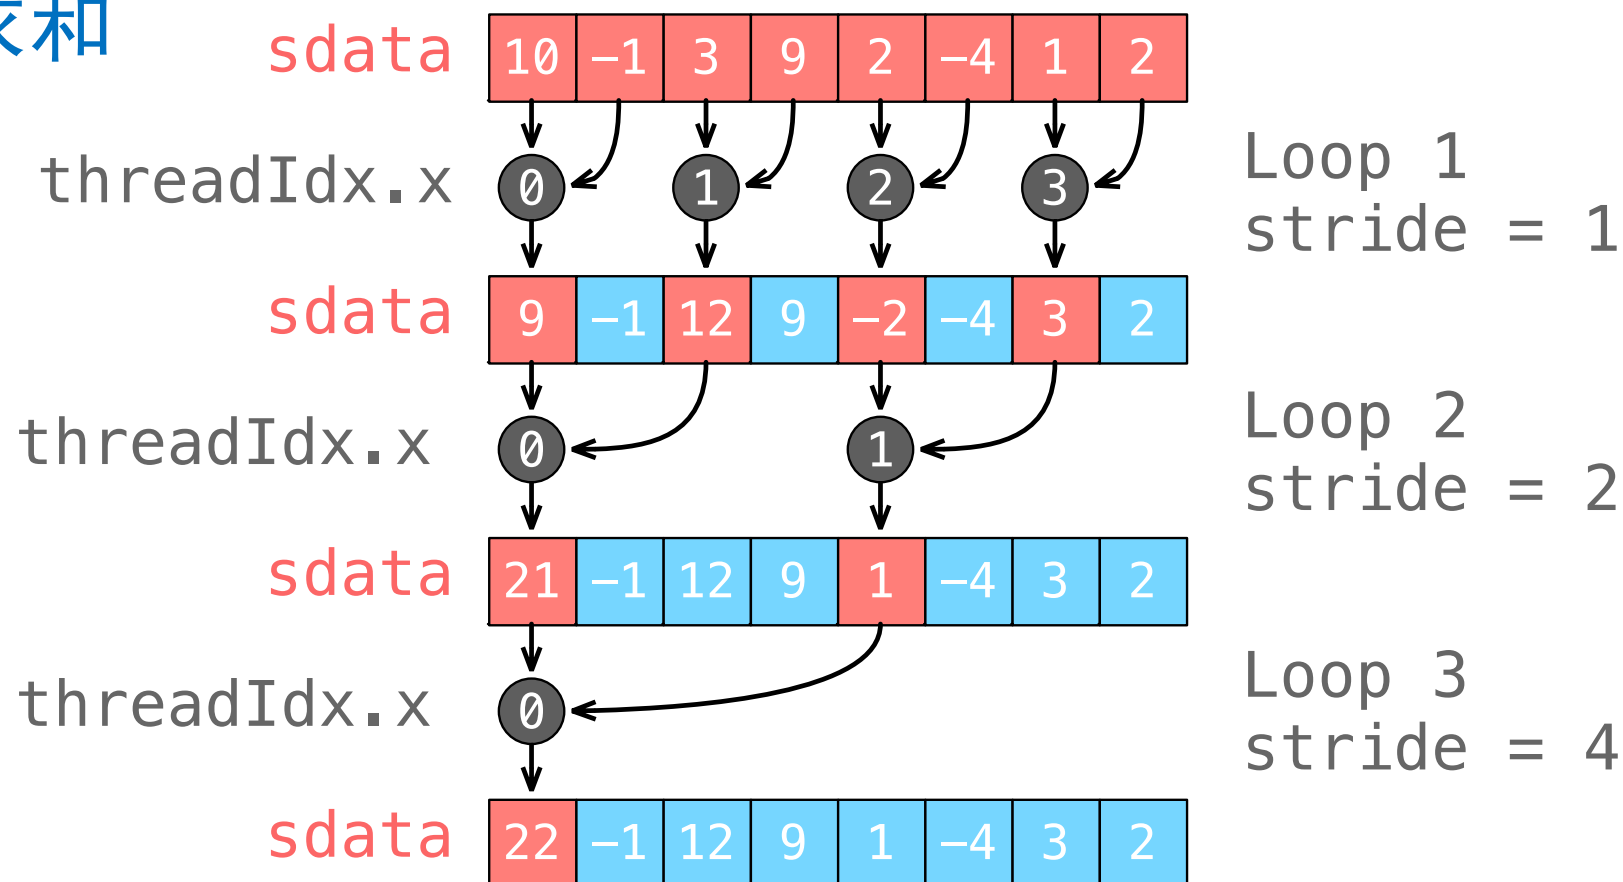 求和
sdata 10 −1 3 9 2 −4 1 2
threadIdx.x 0 1 2 3
Loop 1
stride = 1
sdata 9 −1 12 9 −2 −4 3 2
threadIdx.x 0 1
Loop 2
stride = 2
sdata 21 −1 12 9 1 −4 3 2
threadIdx.x 0
Loop 3
stride = 4
sdata 22 −1 12 9 1 −4 3 2